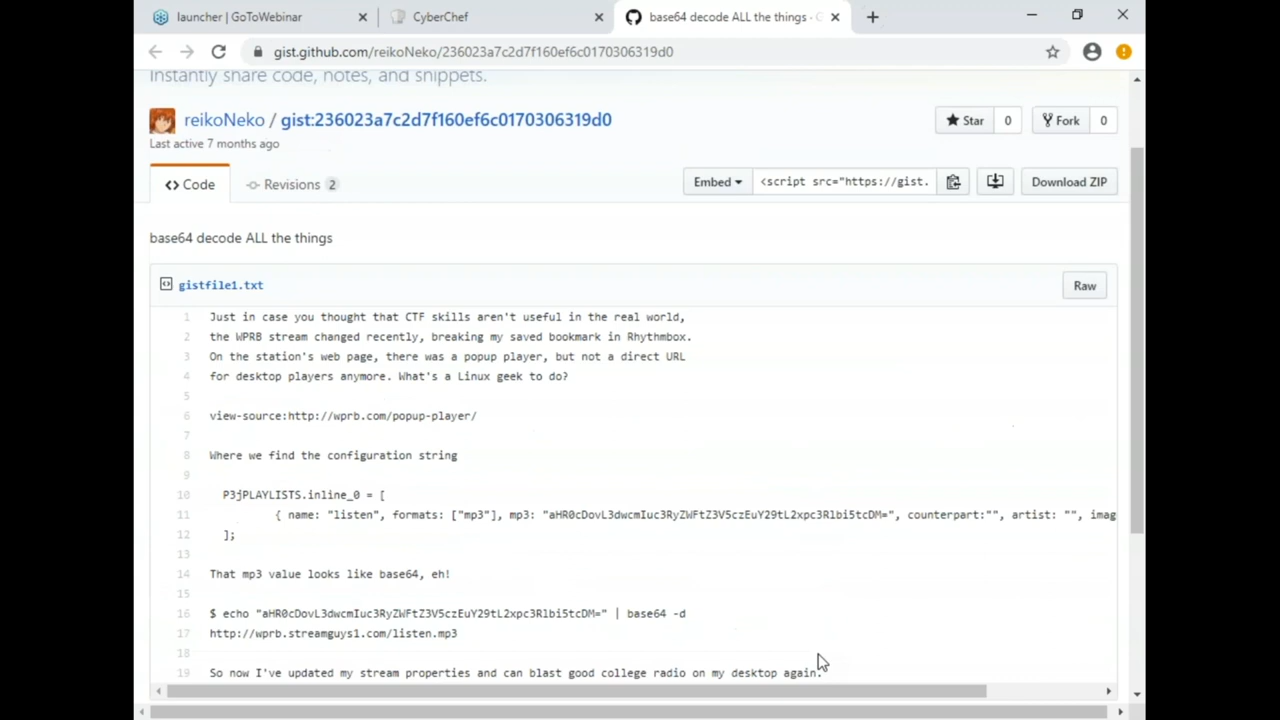 launcher | GoToWebinar
CyberChef
base64 decode ALL the things - G
gist.github.com/reikoNeko/236023a7c2d7f160ef6c0170306319d0
Instantly share code, notes, and snippets.
reikoNeko / gist:236023a7c2d7f160ef6c0170306319d0
Star 0 Fork 0
Last active 7 months ago
Code Revisions 2
Embed <script src="https://gist. Download ZIP
base64 decode ALL the things
gistfile1.txt
Raw
1 Just in case you thought that CTF skills aren't useful in the real world,
2 the WPRB stream changed recently, breaking my saved bookmark in Rhythmbox.
3 On the station's web page, there was a popup player, but not a direct URL
4 for desktop players anymore. What's a Linux geek to do?
5
6 view-source:http://wprb.com/popup-player/
7
8 Where we find the configuration string
9
10 P3jPLAYLISTS.inline_0 = [
11 { name: "listen", formats: ["mp3"], mp3: "aHR0cDovL3dwcmIuc3RyZWFtZ3V5czEuY29tL2xpc3Rlbi5tcDM=", counterpart:"", artist: "", imag
12 ];
13
14 That mp3 value looks like base64, eh!
15
16 $ echo "aHR0cDovL3dwcmIuc3RyZWFtZ3V5czEuY29tL2xpc3Rlbi5tcDM=" | base64 -d
17 http://wprb.streamguys1.com/listen.mp3
18
19 So now I've updated my stream properties and can blast good college radio on my desktop again.